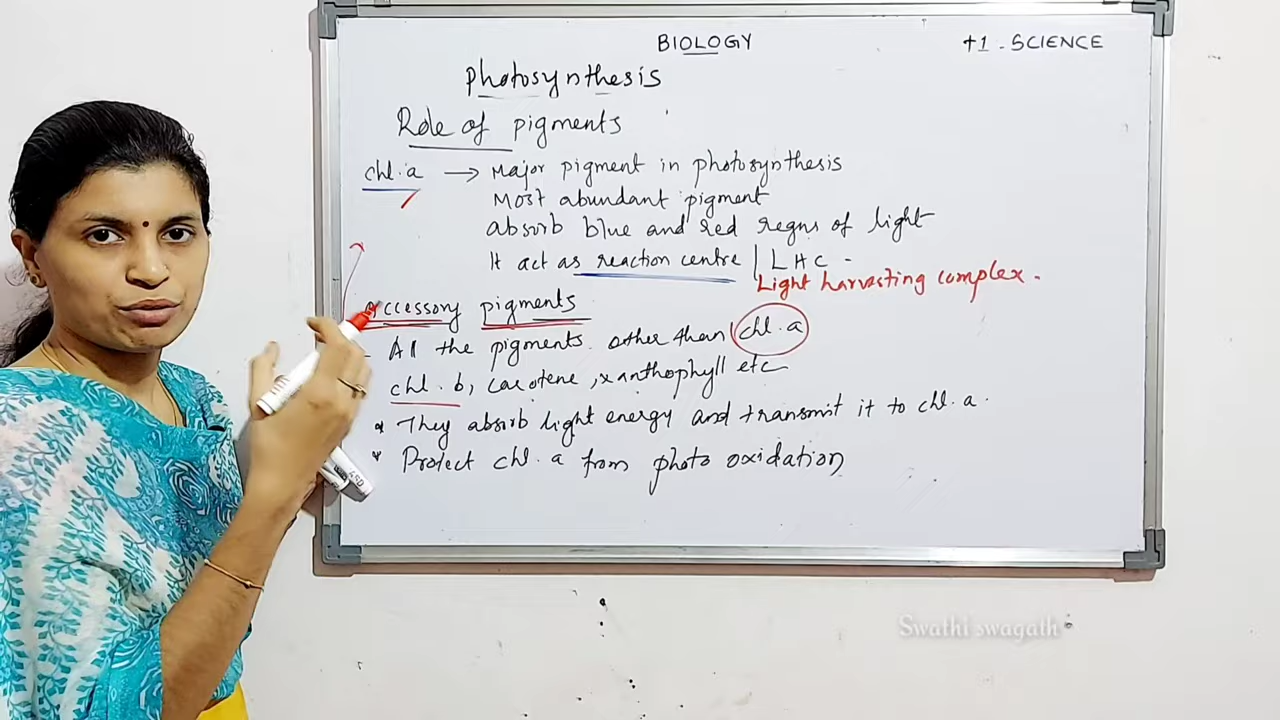 BIOLOGY
+1 - SCIENCE
Photosynthesis
Role of pigments
chl.a → Major pigment in photosynthesis
Most abundant pigment
absorb blue and red regns of light
It act as reaction centre | LHC -
Light harvesting complex.
accessory pigments
- All the pigments other than chl.a
chl.b, carotene, xanthophyll etc
* They absorb light energy and transmit it to chl.a.
* Protect chl.a from photo oxidation
Swathi swagath